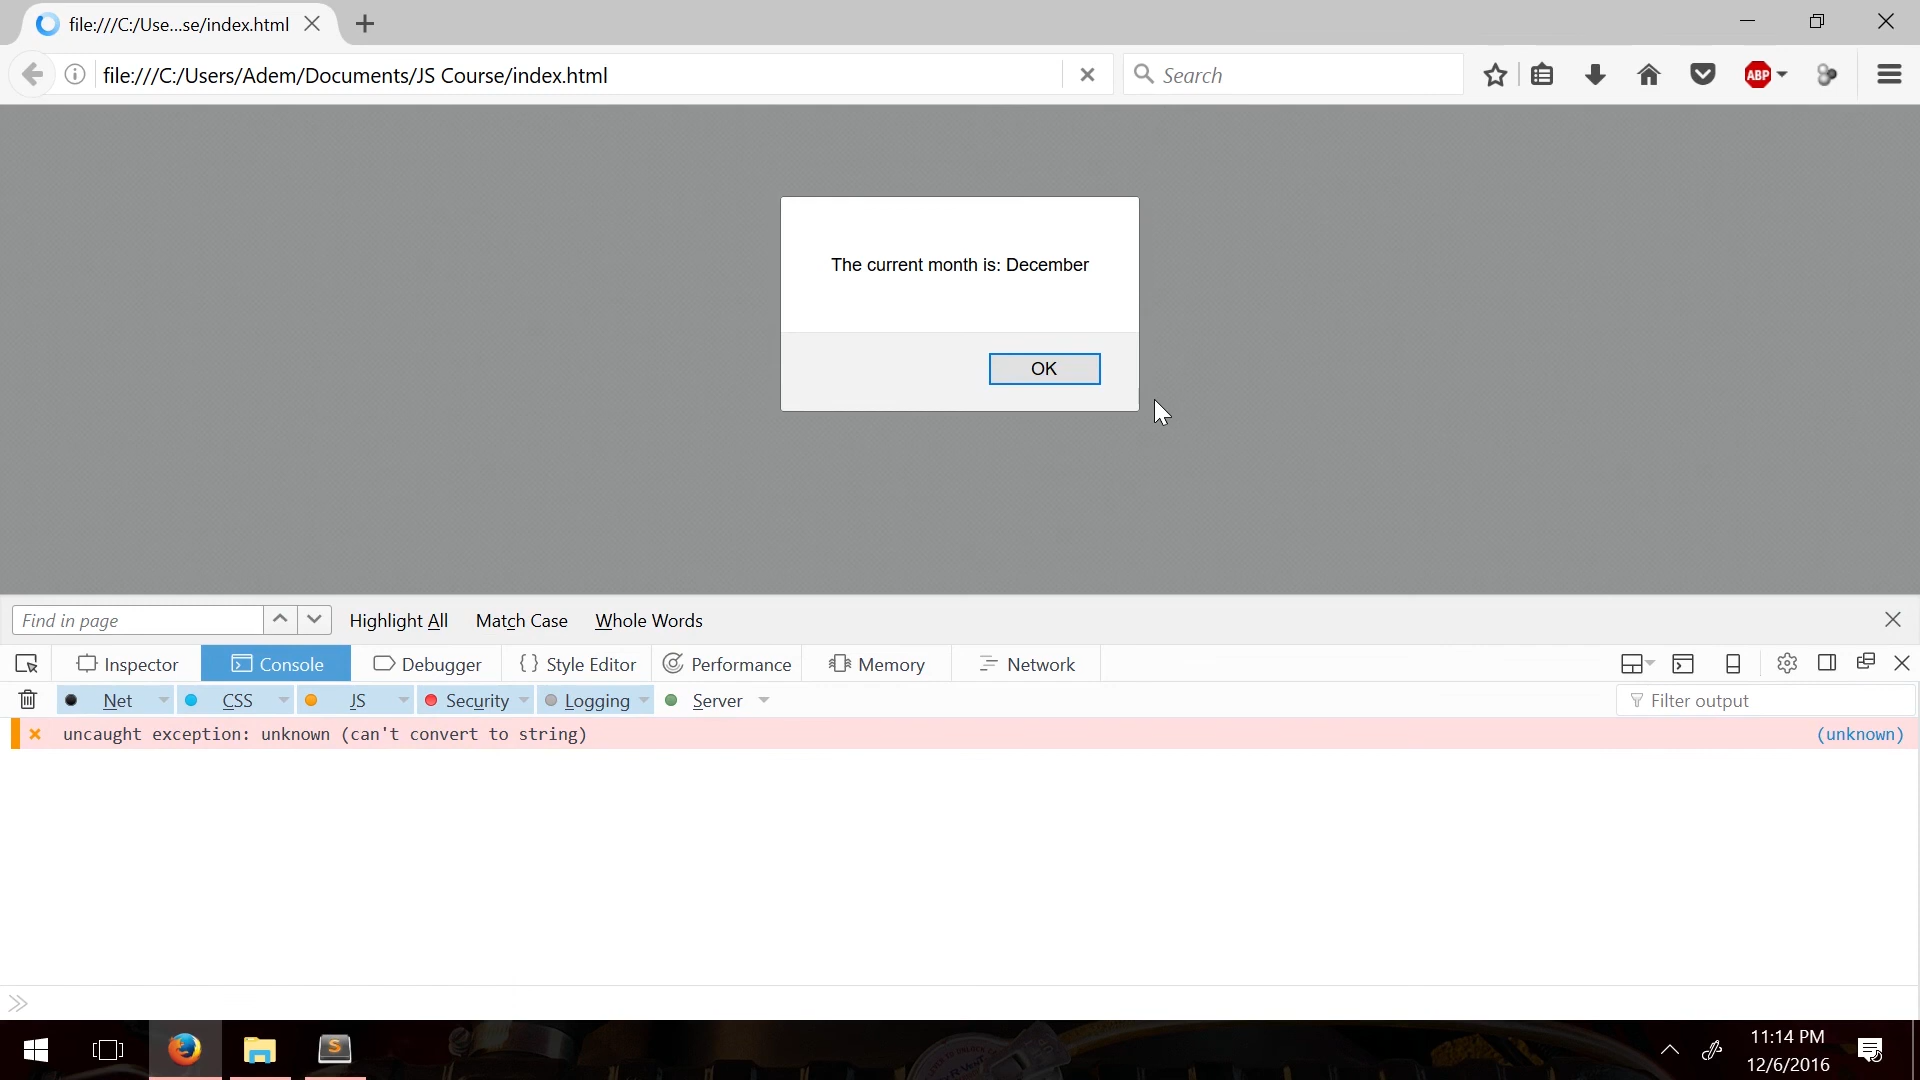 file:///C:/Use...se/index.html
file:///C:/Users/Adem/Documents/JS Course/index.html
Search
ABP
The current month is: December
OK
Find in page
Highlight All
Match Case
Whole Words
Inspector
Console
Debugger
{ } Style Editor
Performance
Memory
Network
Net
CSS
JS
Security
Logging
Server
Filter output
uncaught exception: unknown (can't convert to string)
(unknown)
S
11:14 PM
12/6/2016